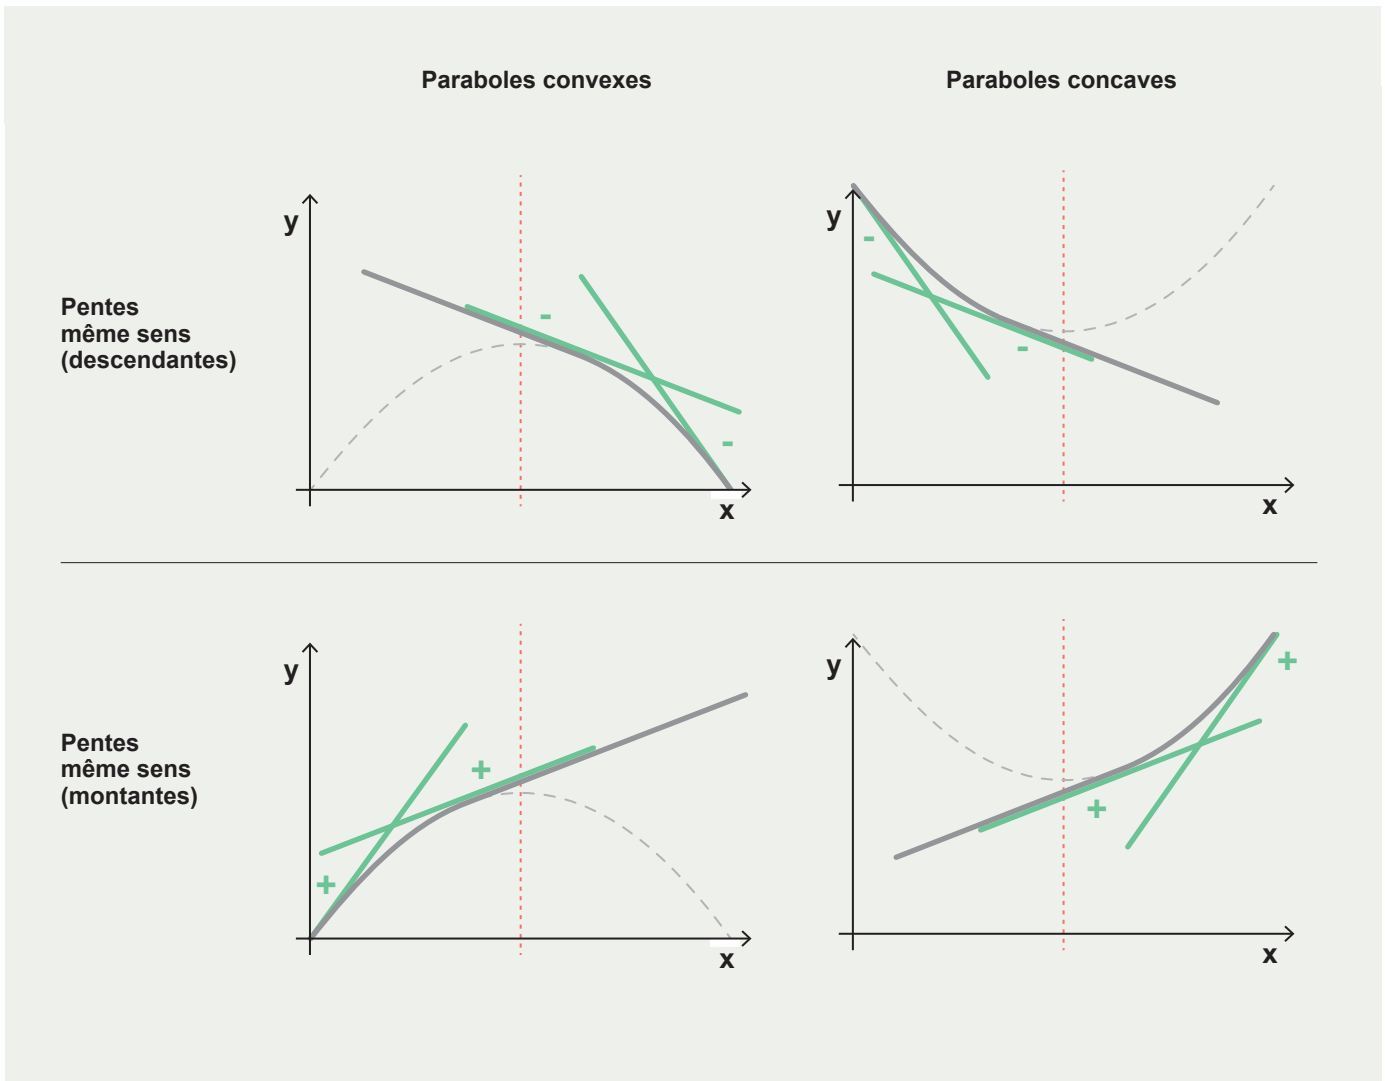 Paraboles convexes
Paraboles concaves
Pentes
même sens
(descendantes)
y
-
-
x
y
-
-
x
Pentes
même sens
(montantes)
y
+
+
x
y
+
+
x